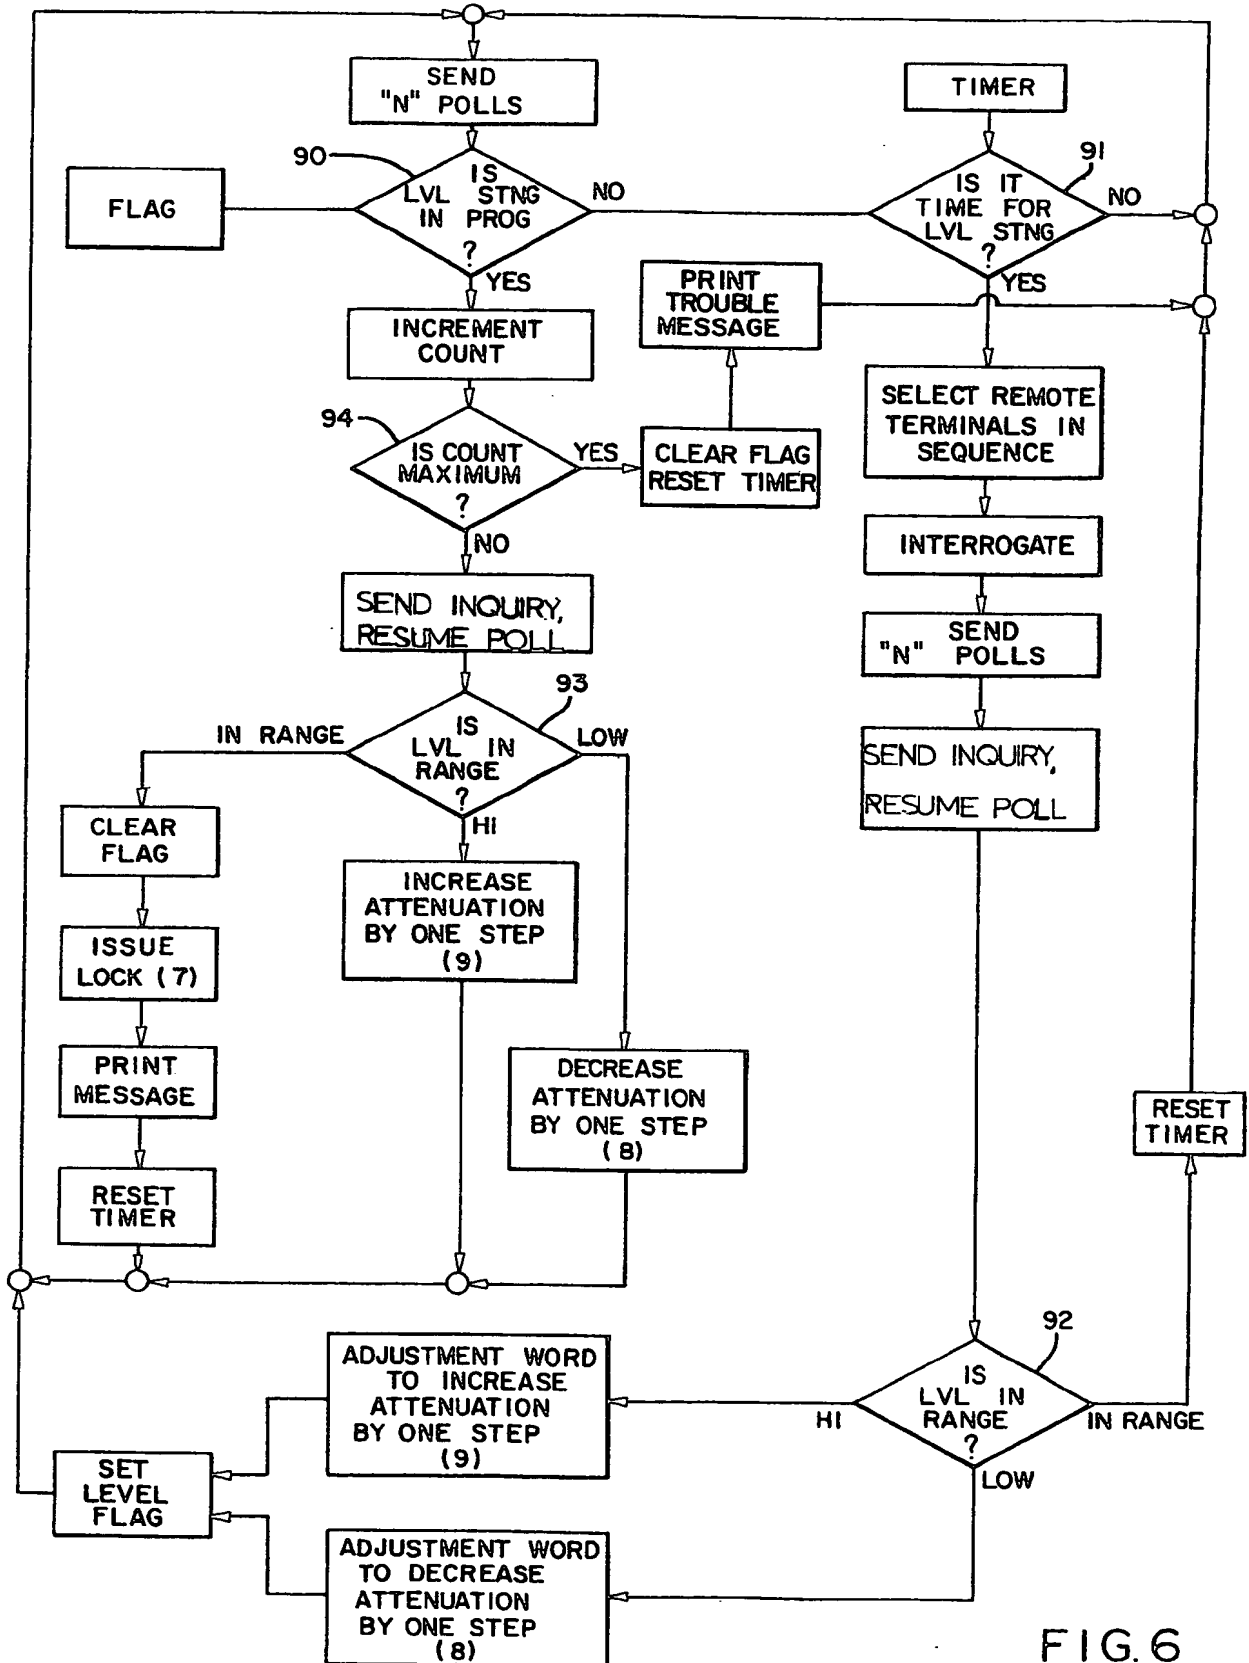 SEND
"N" POLLS
TIMER
90
IS
LVL STNG
IN PROG
?
NO
YES
FLAG
91
IS IT
TIME FOR
LVL STNG
?
NO
YES
PRINT
TROUBLE
MESSAGE
INCREMENT
COUNT
94
IS COUNT
MAXIMUM
?
YES
NO
CLEAR FLAG
RESET TIMER
SELECT REMOTE
TERMINALS IN
SEQUENCE
INTERROGATE
SEND INQUIRY,
RESUME POLL
SEND
"N" POLLS
93
IS
LVL IN
RANGE
?
IN RANGE
LOW
HI
SEND INQUIRY,
RESUME POLL
CLEAR
FLAG
INCREASE
ATTENUATION
BY ONE STEP
(9)
ISSUE
LOCK (7)
PRINT
MESSAGE
DECREASE
ATTENUATION
BY ONE STEP
(8)
RESET
TIMER
RESET
TIMER
92
IS
LVL IN
RANGE
?
HI
IN RANGE
LOW
ADJUSTMENT WORD
TO INCREASE
ATTENUATION
BY ONE STEP
(9)
SET
LEVEL
FLAG
ADJUSTMENT WORD
TO DECREASE
ATTENUATION
BY ONE STEP
(8)
FIG. 6